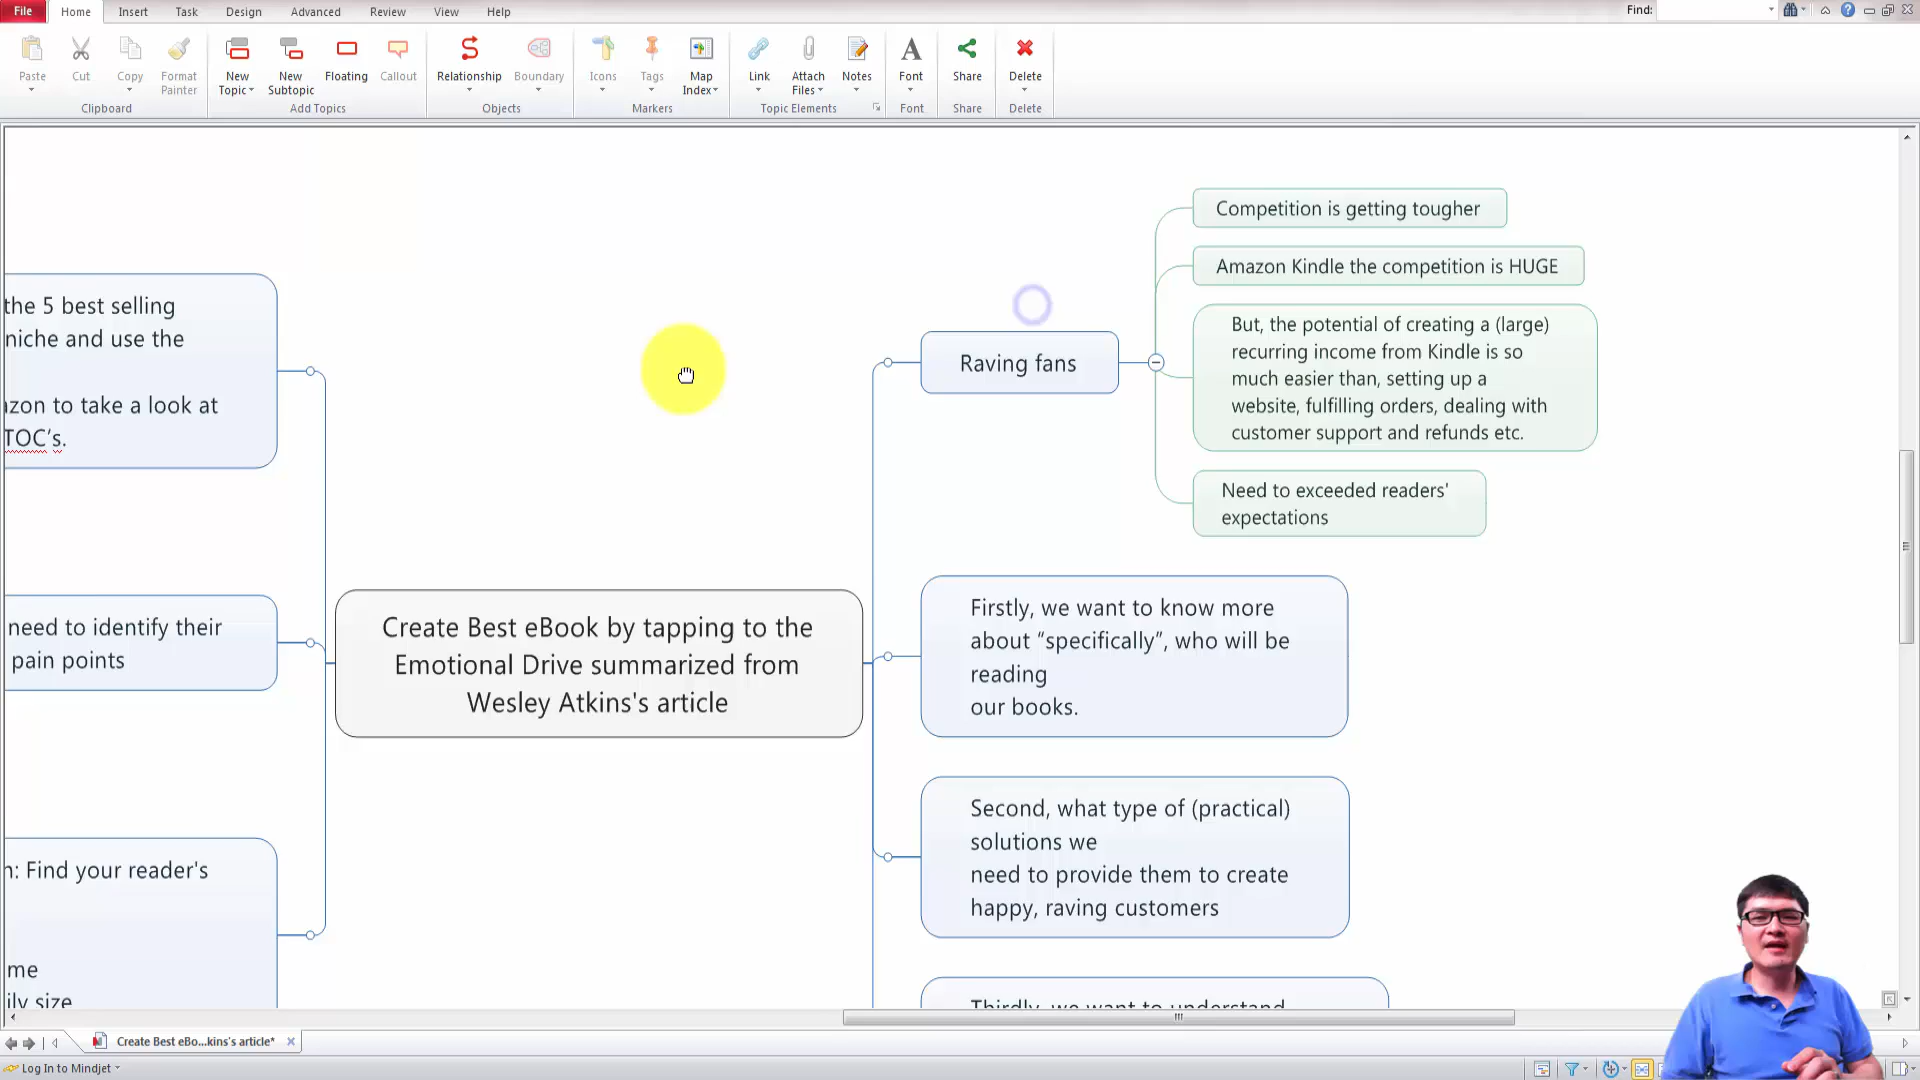 File Home Insert Task Design Advanced Review View Help Find:
Paste Cut Copy Format Painter New Topic New Subtopic Floating Callout Relationship Boundary Icons Tags Map Index Link Attach Files Notes Font Share Delete
Clipboard Add Topics Objects Markers Topic Elements Font Share Delete
the 5 best selling
niche and use the
azon to take a look at
TOC's.
need to identify their
pain points
n: Find your reader's
me
ily size
Create Best eBook by tapping to the
Emotional Drive summarized from
Wesley Atkins's article
Raving fans
Competition is getting tougher
Amazon Kindle the competition is HUGE
But, the potential of creating a (large)
recurring income from Kindle is so
much easier than, setting up a
website, fulfilling orders, dealing with
customer support and refunds etc.
Need to exceeded readers'
expectations
Firstly, we want to know more
about “specifically”, who will be
reading
our books.
Second, what type of (practical)
solutions we
need to provide them to create
happy, raving customers
Thirdly, we want to understand
Create Best eBo...kins's article*
Log In to Mindjet